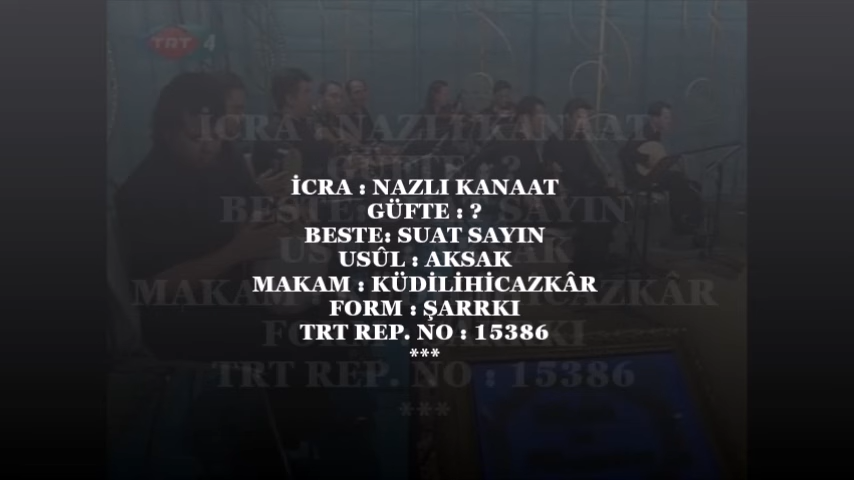 TRT 4
İCRA : NAZLI KANAAT
GÜFTE : ?
BESTE: SUAT SAYIN
USÛL : AKSAK
MAKAM : KÜDİLİHİCAZKÂR
FORM : ŞARRKI
TRT REP. NO : 15386
***